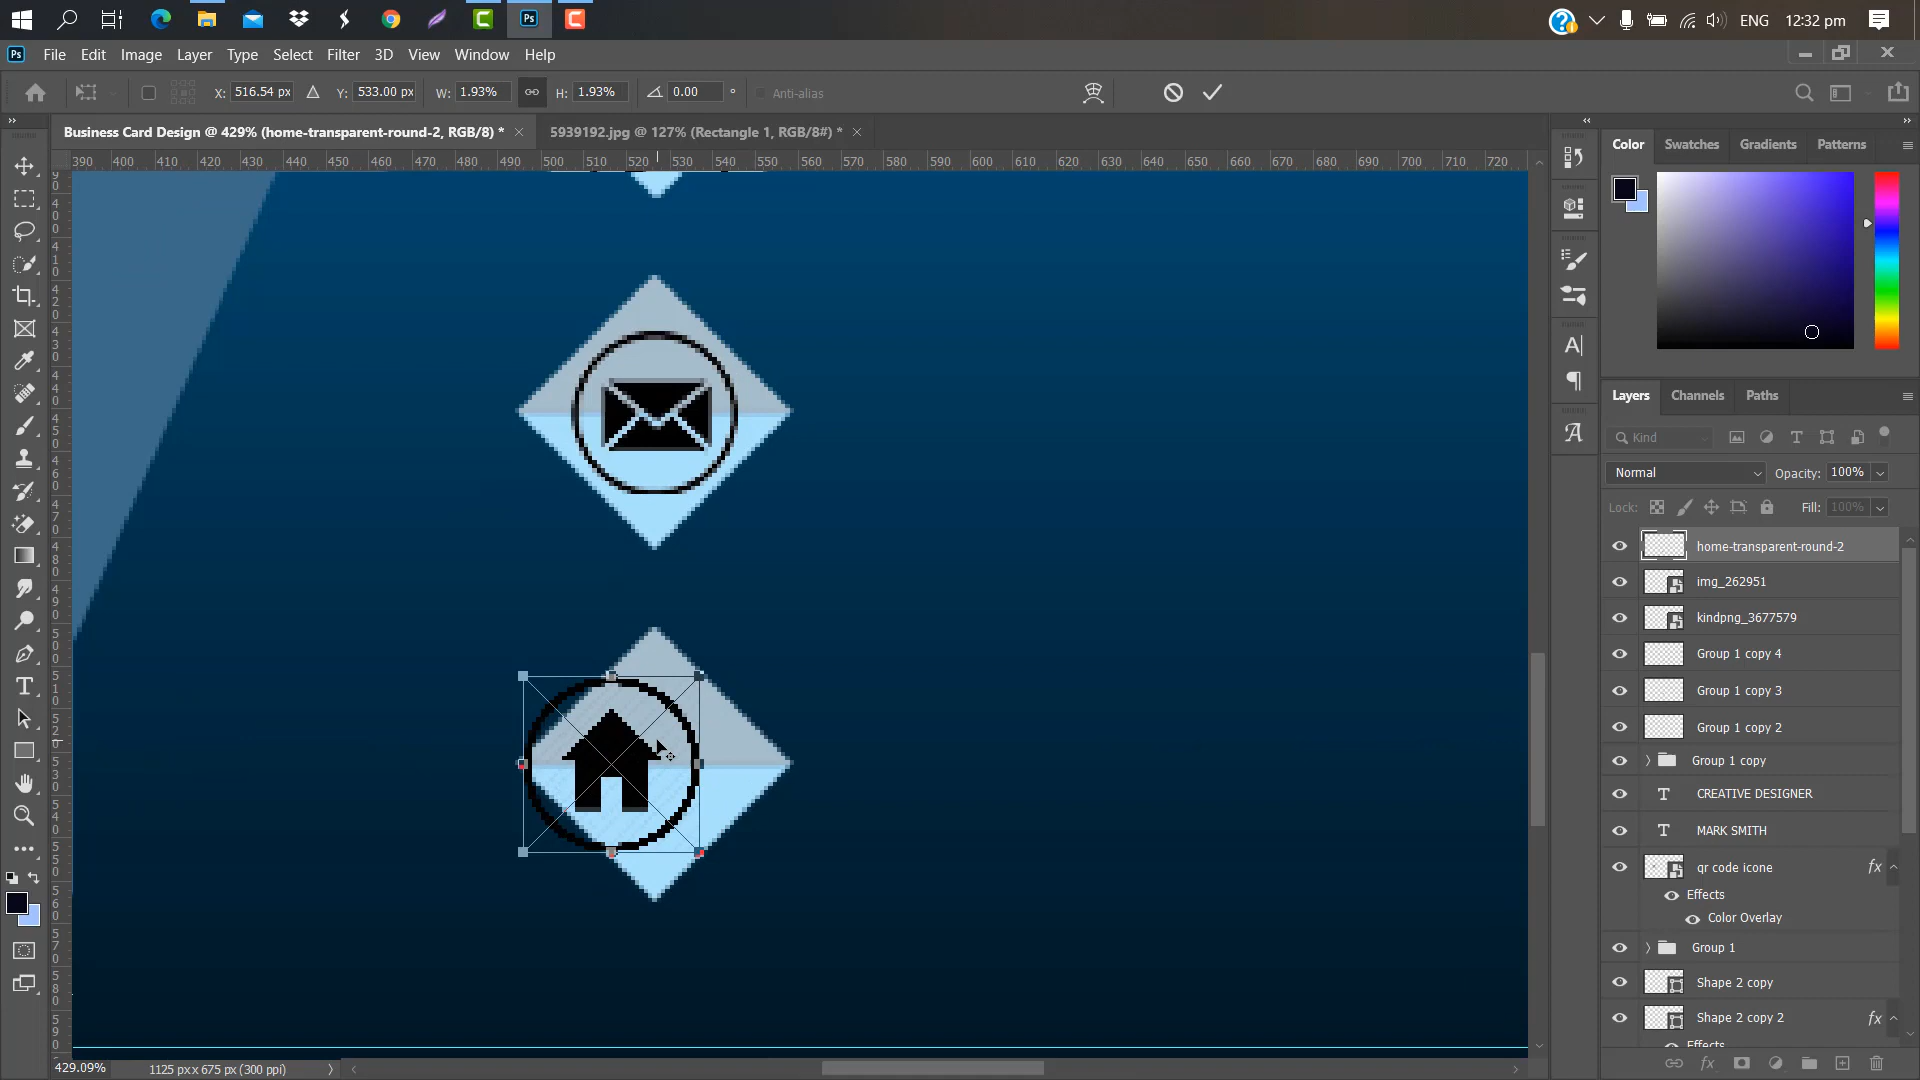 ENG 12:32 pm
Ps File Edit Image Layer Type Select Filter 3D View Window Help
X: 516.54 px Y: 533.00 px W: 1.93% H: 1.93% 0.00 ° Anti-alias
Business Card Design @ 429% (home-transparent-round-2, RGB/8) * × 5939192.jpg @ 127% (Rectangle 1, RGB/8#) * ×
390 400 410 420 430 440 450 460 470 480 490 500 510 520 530 540 550 560 570 580 590 600 610 620 630 640 650 660 670 680 690 700 710 720
Color Swatches Gradients Patterns
Layers Channels Paths
Kind
Normal Opacity: 100%
Lock: Fill: 100%
home-transparent-round-2
img_262951
kindpng_3677579
Group 1 copy 4
Group 1 copy 3
Group 1 copy 2
Group 1 copy
T CREATIVE DESIGNER
T MARK SMITH
qr code icone fx
Effects
Color Overlay
Group 1
Shape 2 copy
Shape 2 copy 2 fx
Effects
429.09% 1125 px x 675 px (300 ppi)